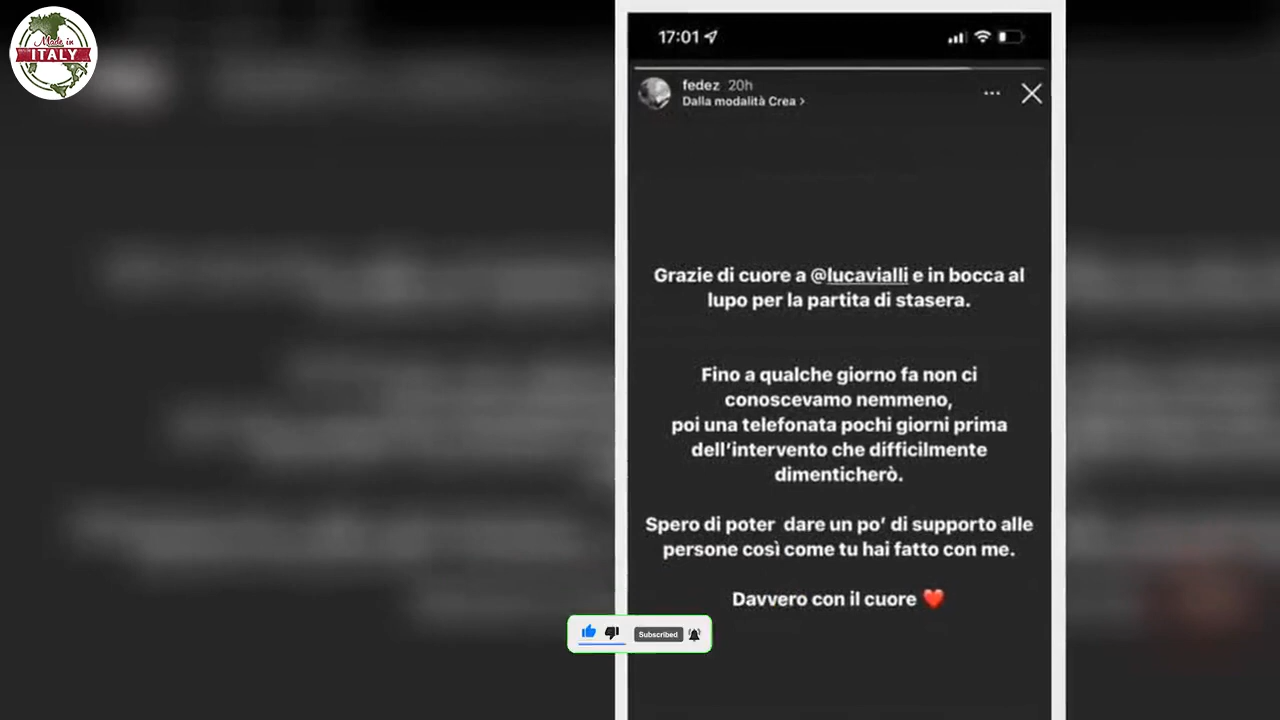 Made in
ITALY
17:01
fedez 20h
Dalla modalità Crea >
Grazie di cuore a @lucavialli e in bocca al
lupo per la partita di stasera.
Fino a qualche giorno fa non ci
conoscevamo nemmeno,
poi una telefonata pochi giorni prima
dell'intervento che difficilmente
dimenticherò.
Spero di poter dare un po' di supporto alle
persone così come tu hai fatto con me.
Davvero con il cuore ❤️
Subscribed